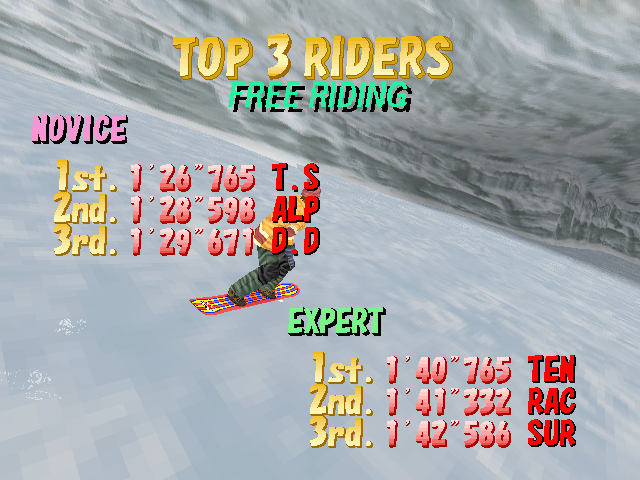 TOP 3 RIDERS
FREE RIDING
NOVICE
1st. 1'26"765 T.S
2nd. 1'28"598 ALP
3rd. 1'29"671 D.D
EXPERT
1st. 1'40"765 TEN
2nd. 1'41"332 RAC
3rd. 1'42"586 SUR